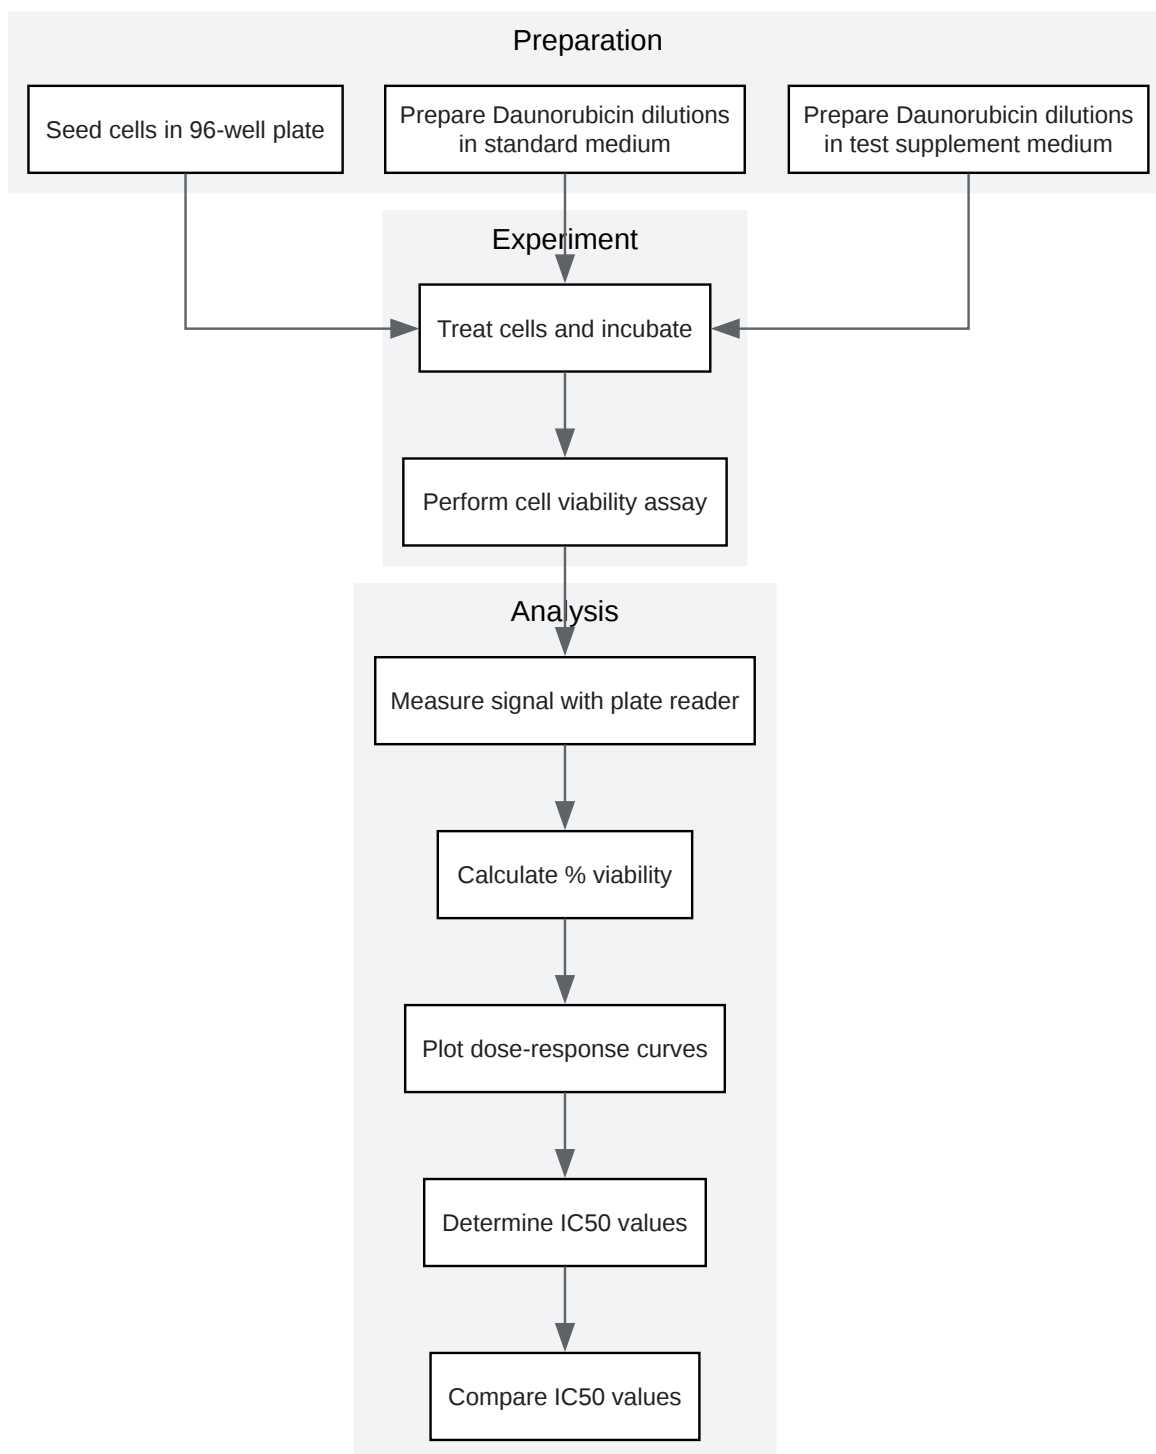 Preparation
Seed cells in 96-well plate
Prepare Daunorubicin dilutions
in standard medium
Prepare Daunorubicin dilutions
in test supplement medium
Experiment
Treat cells and incubate
Perform cell viability assay
Analysis
Measure signal with plate reader
Calculate % viability
Plot dose-response curves
Determine IC50 values
Compare IC50 values